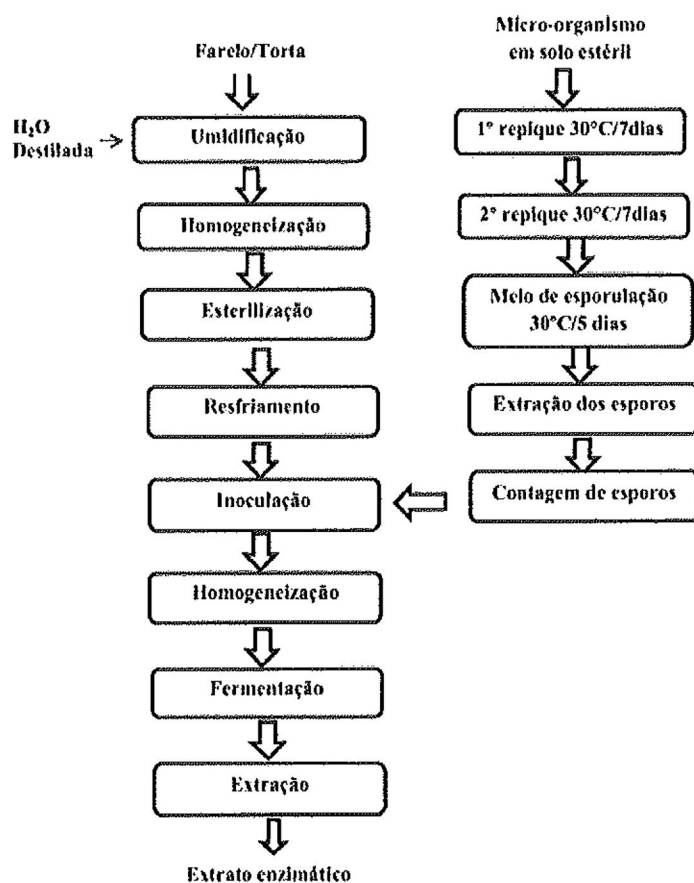 Farelo/Torta
H₂O
Destilada
Umidificação
Homogeneização
Esterilização
Resfriamento
Inoculação
Homogeneização
Fermentação
Extração
Extrato enzimático
Micro-organismo
em solo estéril
1º repique 30°C/7dias
2º repique 30°C/7dias
Meio de esporulação
30°C/5 dias
Extração dos esporos
Contagem de esporos